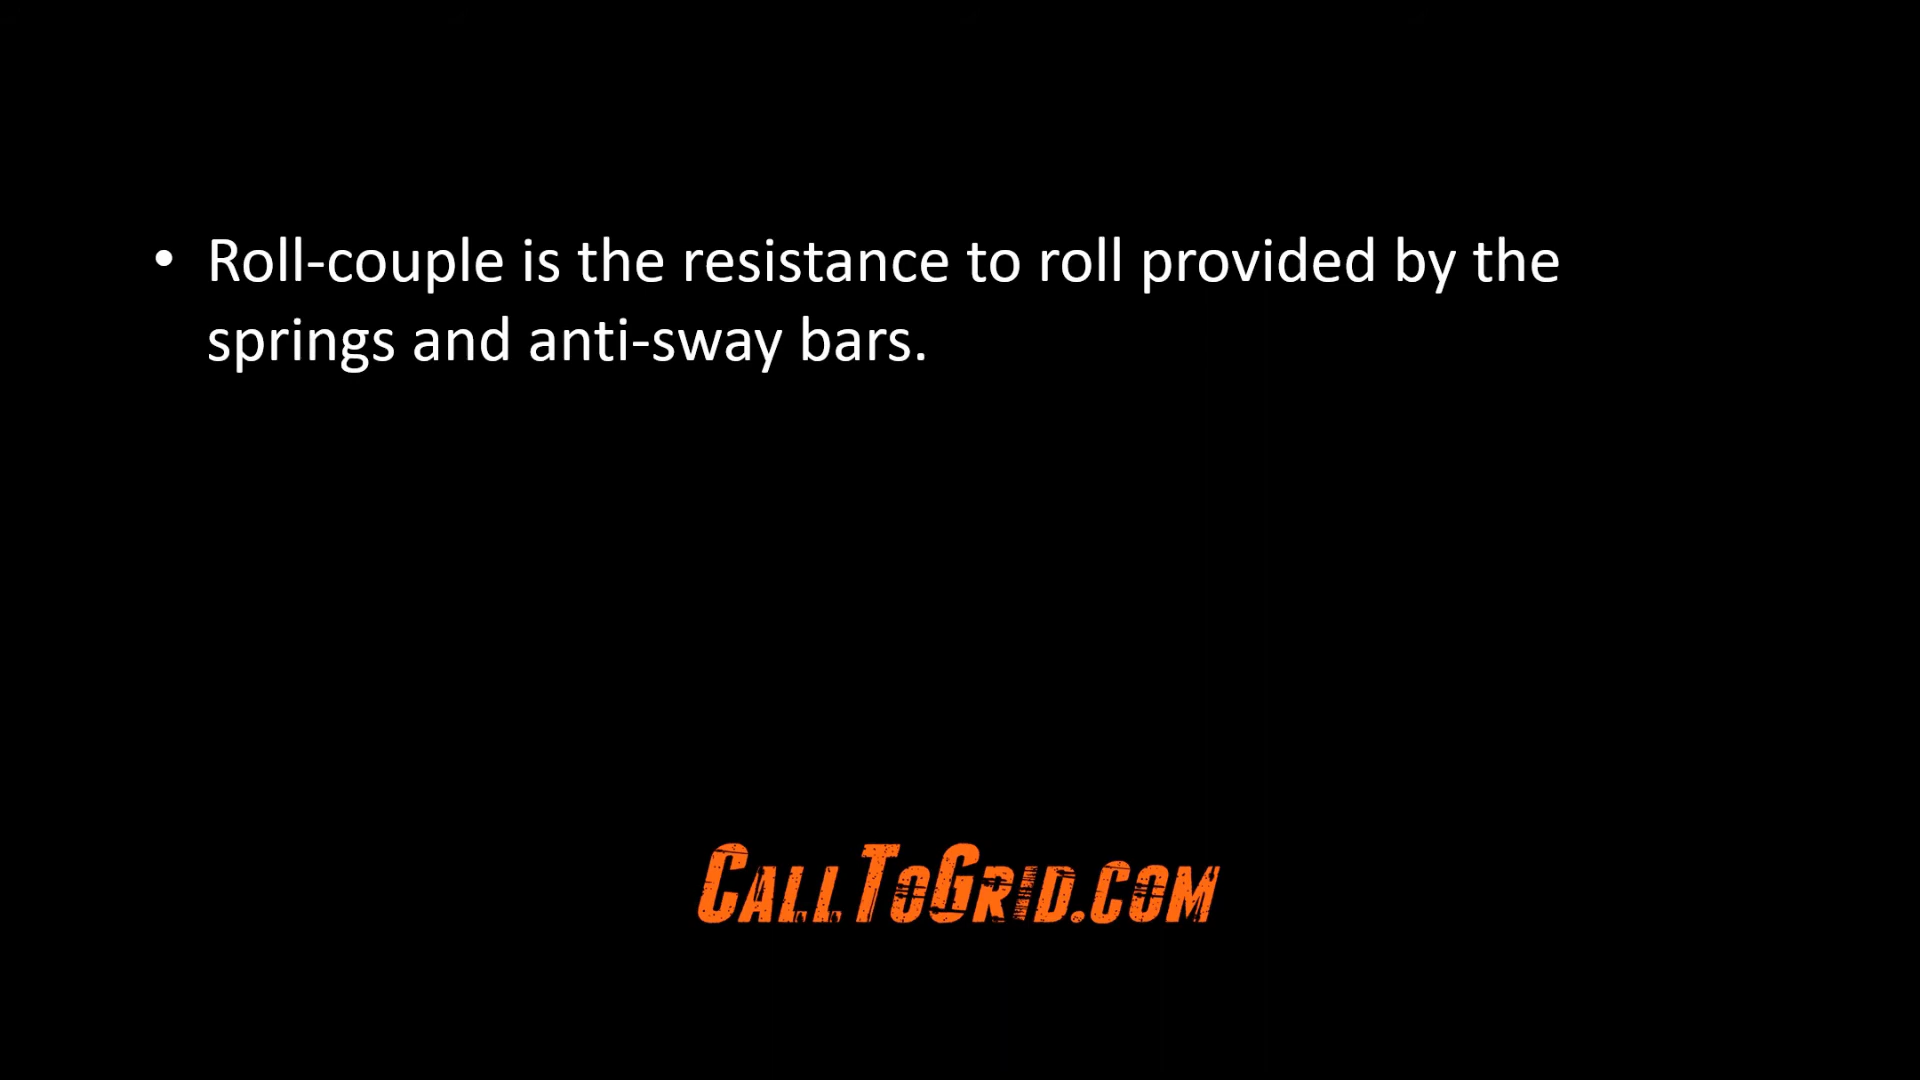 • Roll-couple is the resistance to roll provided by the
springs and anti-sway bars.
CallToGrid.com